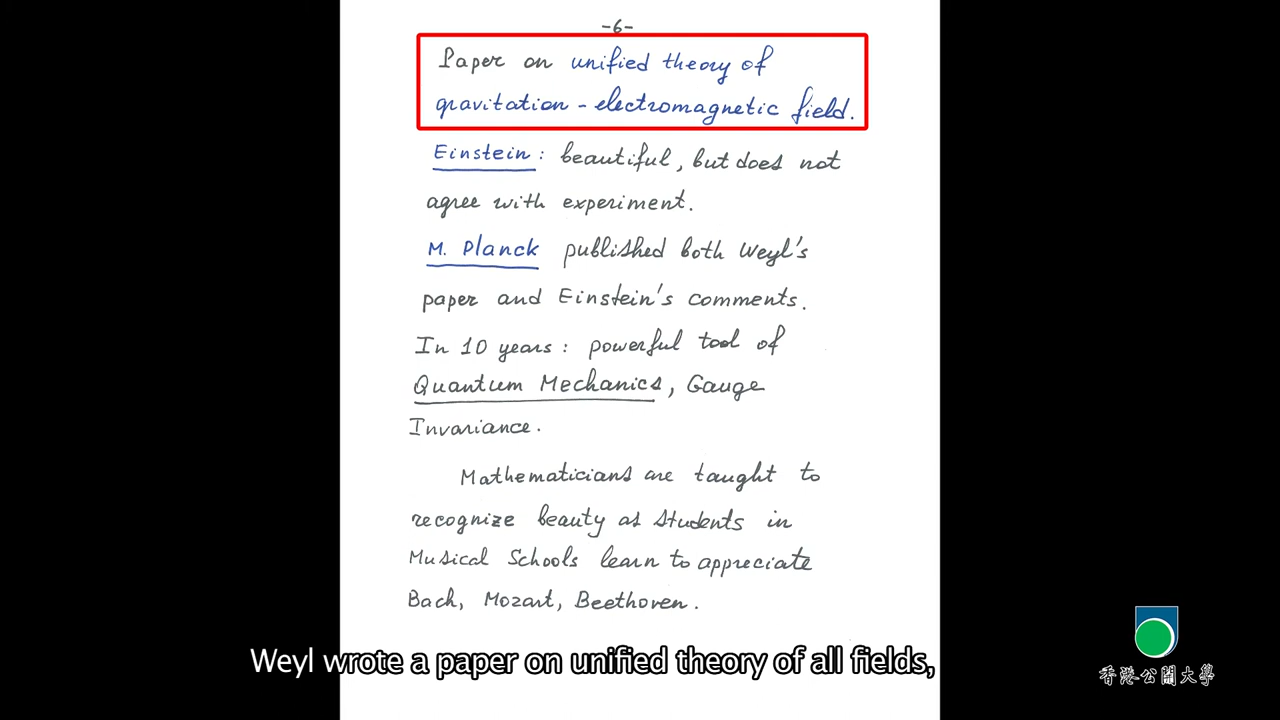 -6-
Paper on unified theory of
gravitation - electromagnetic field.
Einstein: beautiful, but does not
agree with experiment.
M. Planck published both Weyl's
paper and Einstein's comments.
In 10 years: powerful tool of
Quantum Mechanics, Gauge
Invariance.
Mathematicians are taught to
recognize beauty as students in
Musical Schools learn to appreciate
Bach, Mozart, Beethoven.
Weyl wrote a paper on unified theory of all fields,
香港公開大學